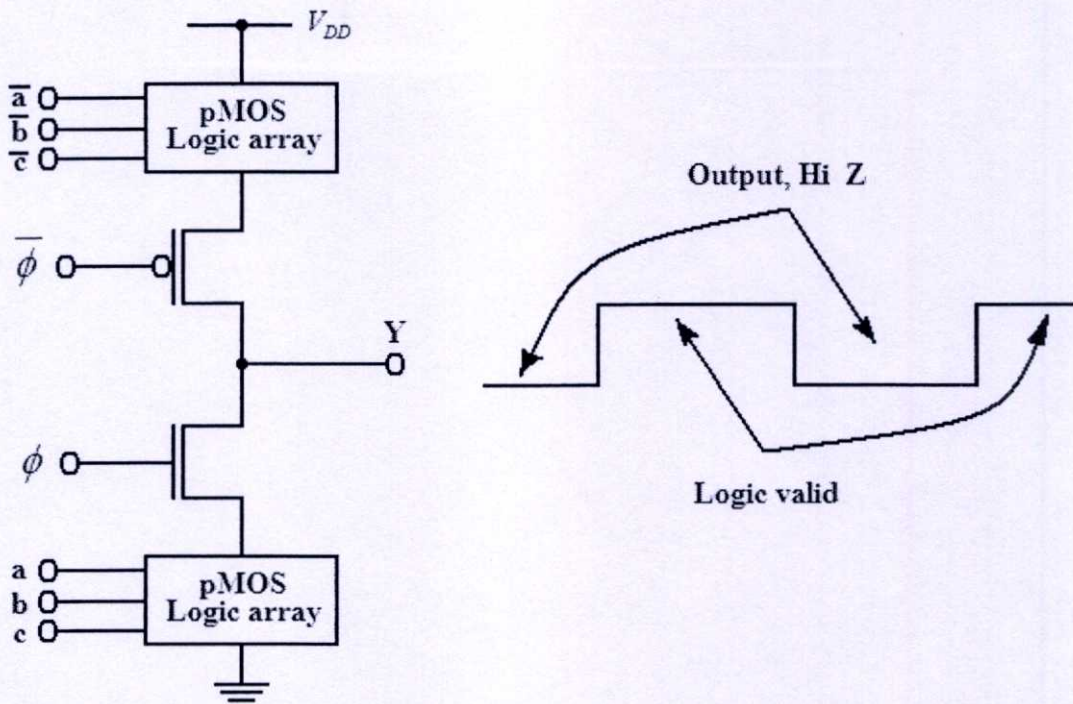 V_DD
a̅
b̅
c̅
pMOS
Logic array
ϕ̅
Y
ϕ
a
b
c
pMOS
Logic array
Output, Hi Z
Logic valid